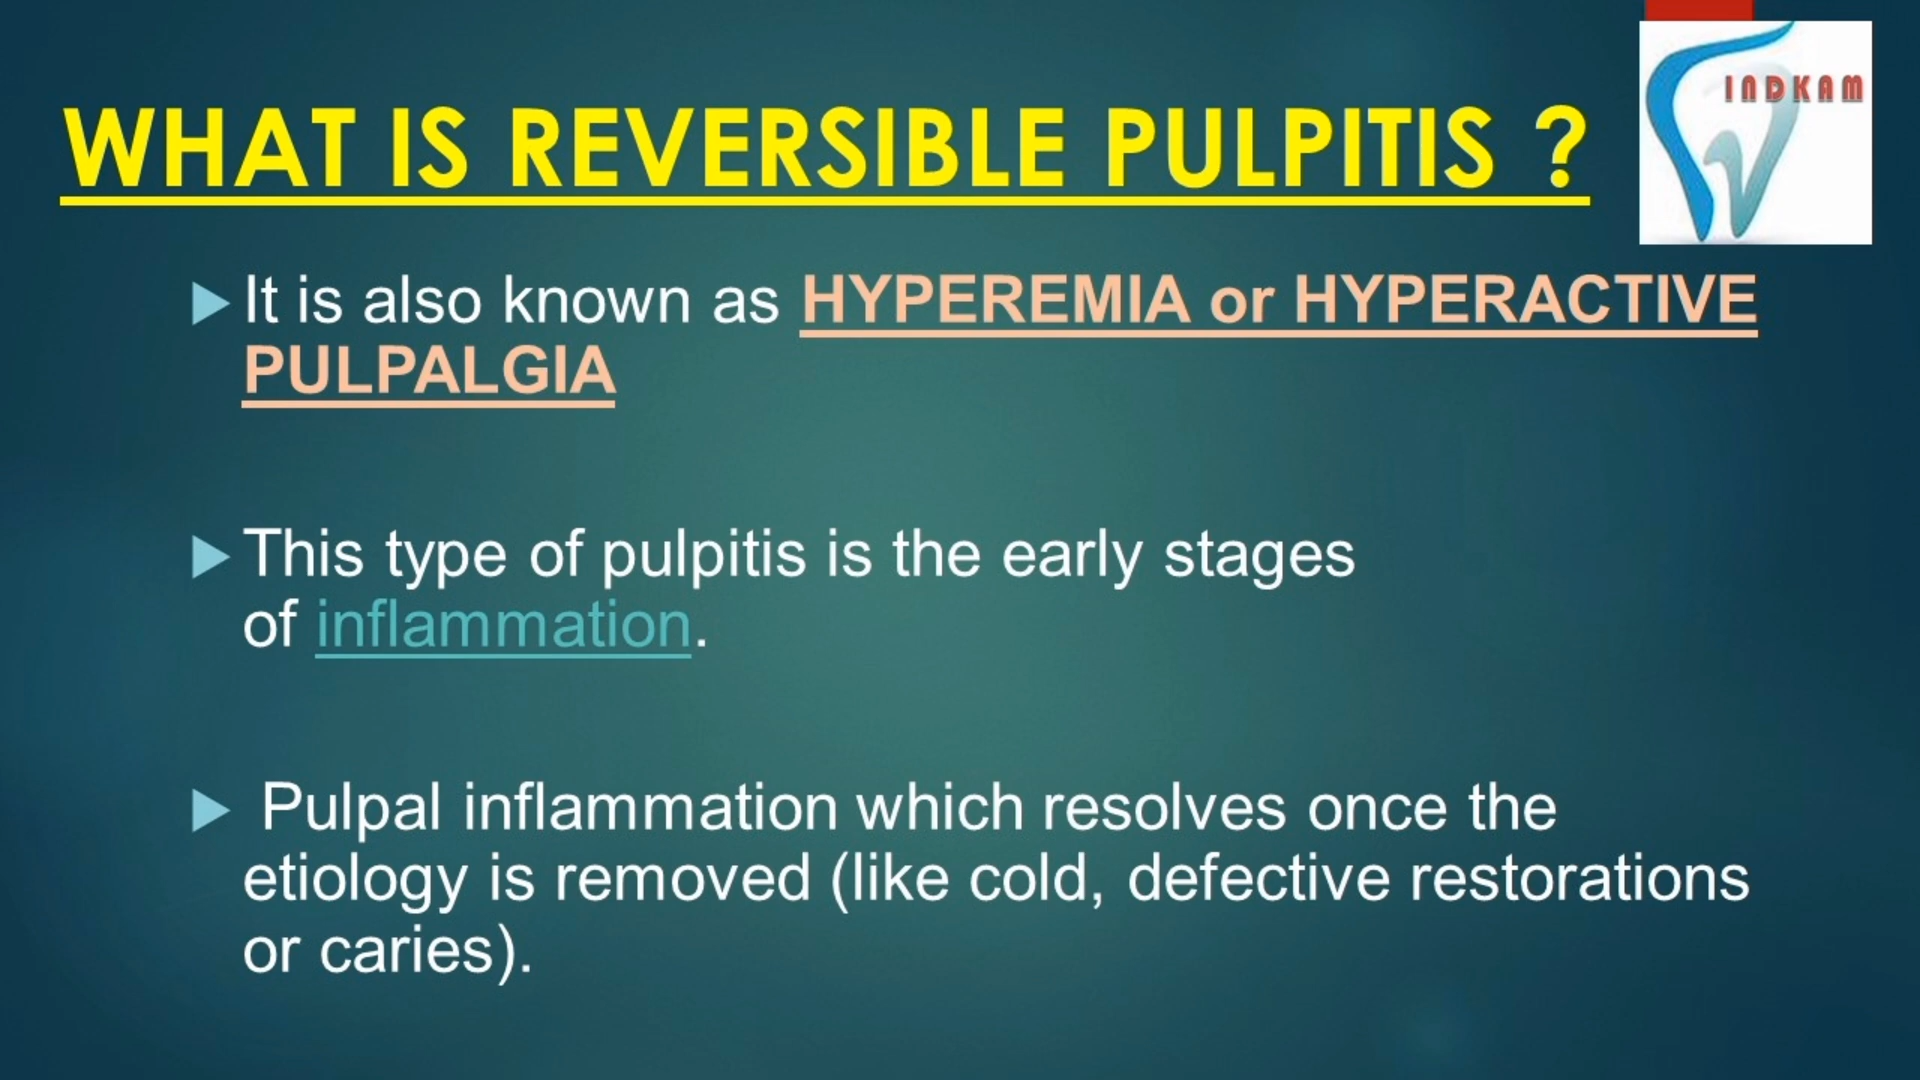 INDKAM
WHAT IS REVERSIBLE PULPITIS ?
It is also known as HYPEREMIA or HYPERACTIVE
PULPALGIA
This type of pulpitis is the early stages
of inflammation.
Pulpal inflammation which resolves once the
etiology is removed (like cold, defective restorations
or caries).